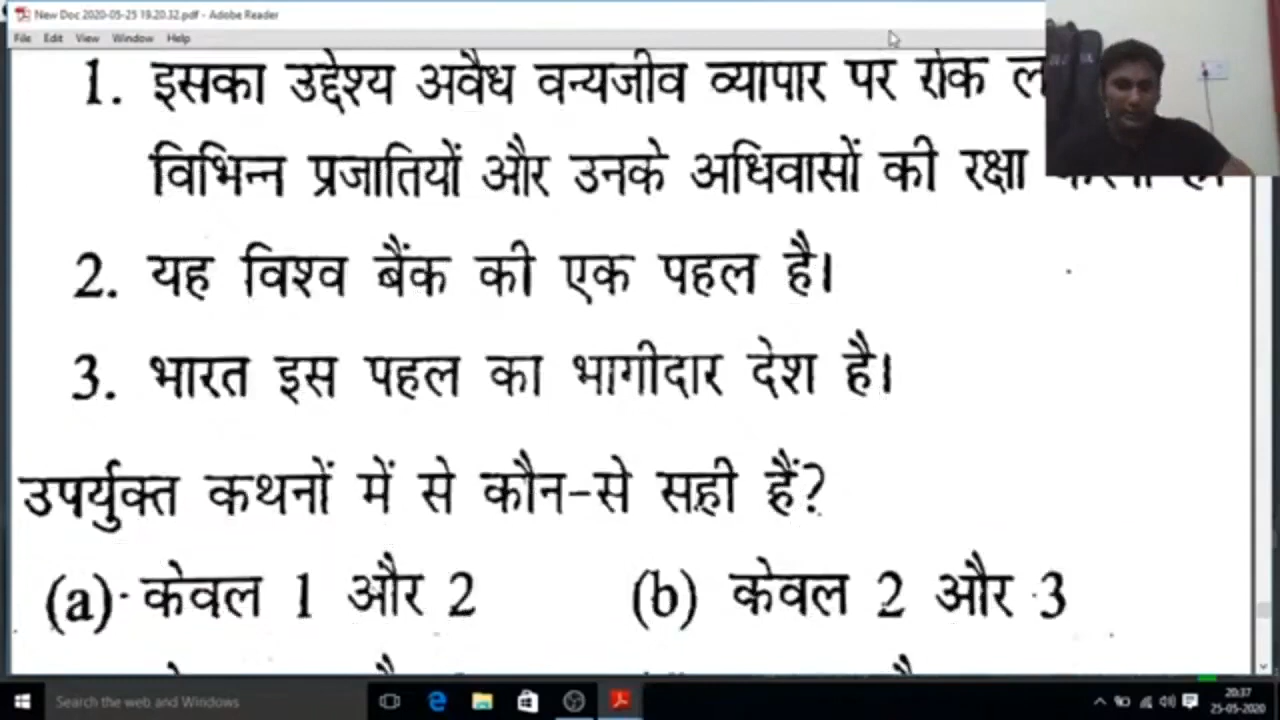 New Doc 2020-05-25 19.20.32.pdf - Adobe Reader
File Edit View Window Help
1. इसका उद्देश्य अवैध वन्यजीव व्यापार पर रोक
विभिन्न प्रजातियों और उनके अधिवासों की रक्षा
2. यह विश्व बैंक की एक पहल है।
3. भारत इस पहल का भागीदार देश है।
उपर्युक्त कथनों में से कौन-से सही हैं?
(a) केवल 1 और 2 (b) केवल 2 और 3
Search the web and Windows
20:37
25-05-2020